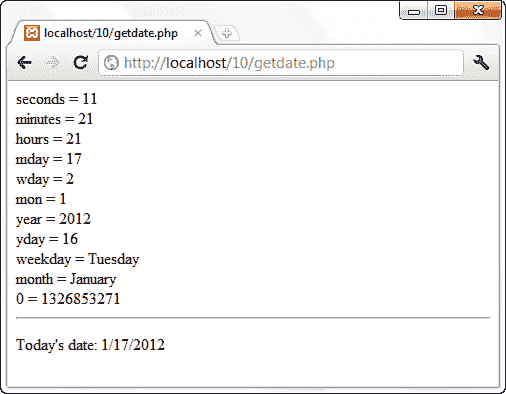 localhost/10/getdate.php
http://localhost/10/getdate.php
seconds = 11
minutes = 21
hours = 21
mday = 17
wday = 2
mon = 1
year = 2012
yday = 16
weekday = Tuesday
month = January
0 = 1326853271
Today's date: 1/17/2012